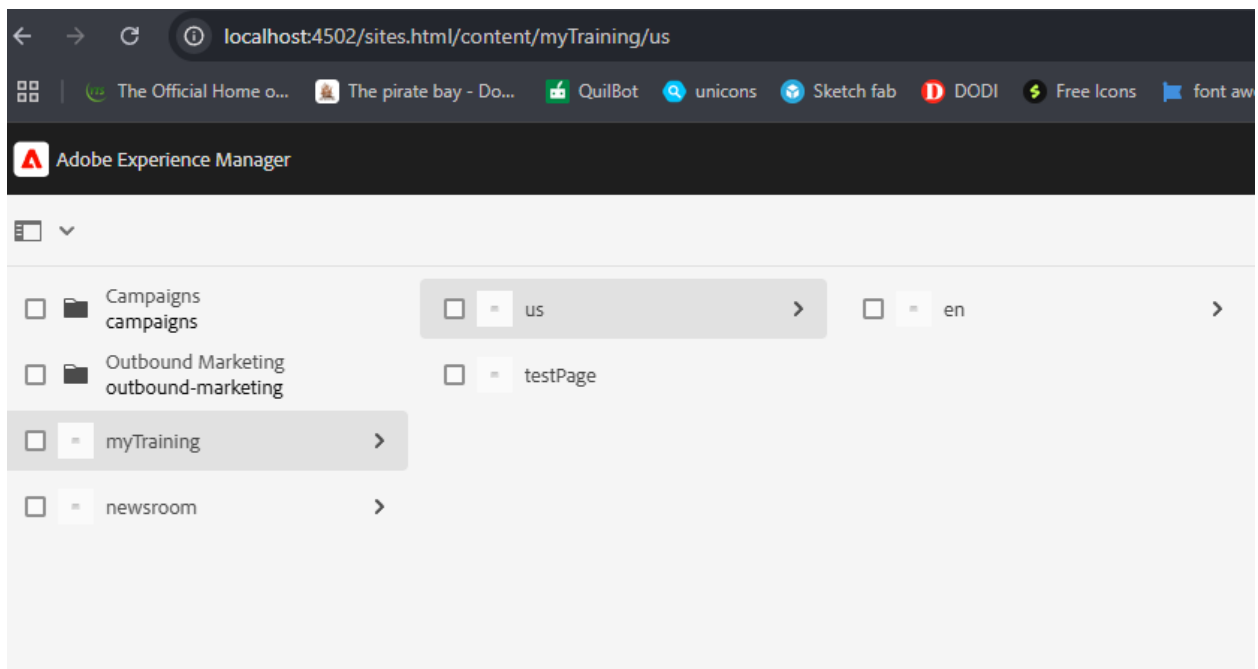 localhost:4502/sites.html/content/myTraining/us
The Official Home o... The pirate bay - Do... QuilBot unicons Sketch fab DODI Free Icons font aw
Adobe Experience Manager
Campaigns
campaigns
Outbound Marketing
outbound-marketing
myTraining
newsroom
us
testPage
en